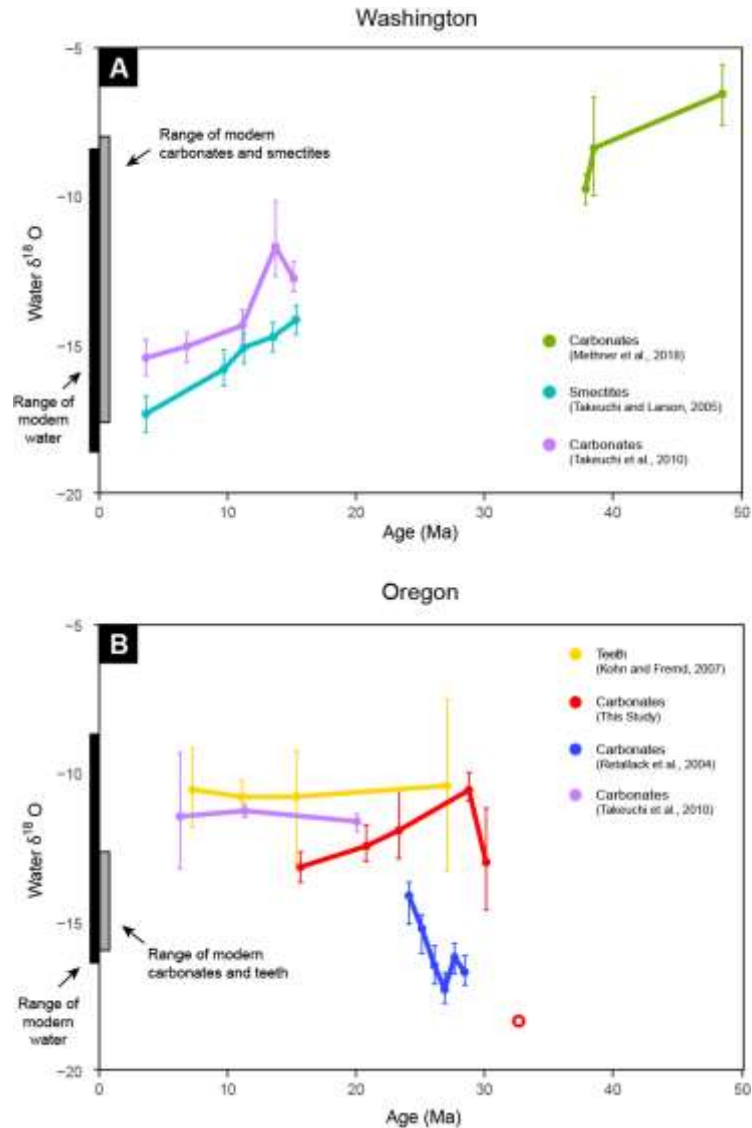 Washington
A
−5
−10
−15
−20
Water δ¹⁸O
Range of modern
carbonates and smectites
Range of
modern
water
Carbonates
(Methner et al., 2018)
Smectites
(Takeuchi and Larson, 2005)
Carbonates
(Takeuchi et al., 2010)
0 10 20 30 40 50
Age (Ma)
Oregon
B
−5
−10
−15
−20
Water δ¹⁸O
Teeth
(Kohn and Fremd, 2007)
Carbonates
(This Study)
Carbonates
(Retallack et al., 2004)
Carbonates
(Takeuchi et al., 2010)
Range of modern
carbonates and teeth
Range of
modern
water
0 10 20 30 40 50
Age (Ma)